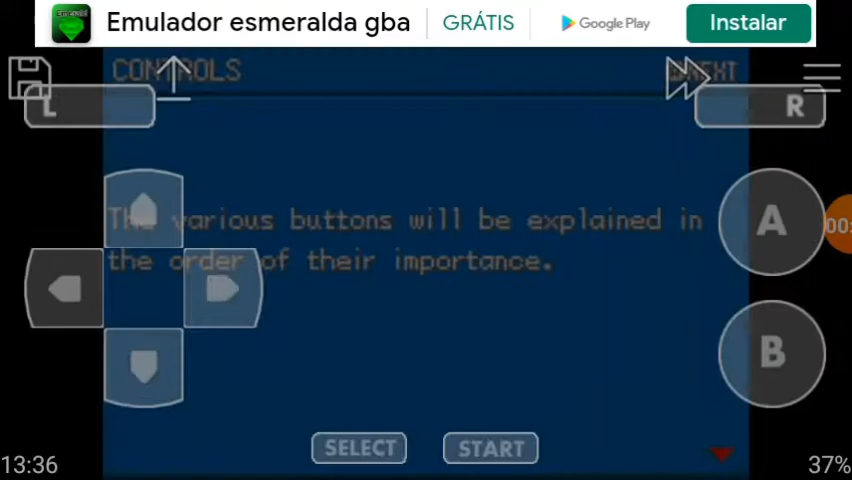 Emulador esmeralda gba
GRÁTIS
Google Play
Instalar
CONTROLS
NEXT
L
R
The various buttons will be explained in
the order of their importance.
A
B
00:
SELECT
START
13:36
37%